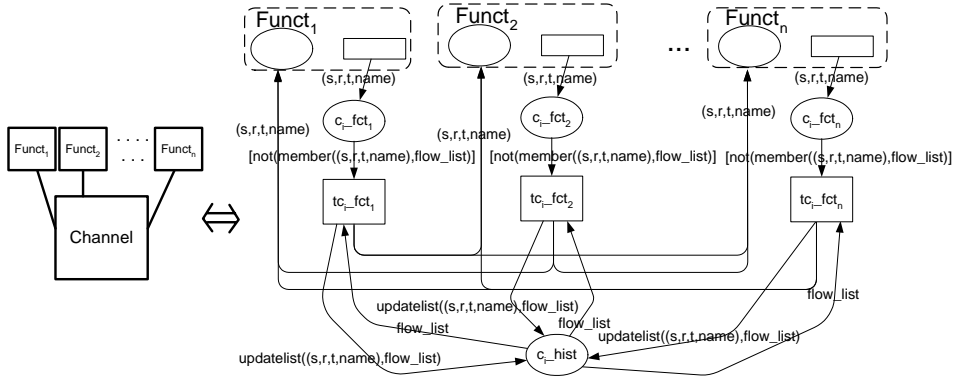 Funct₁
Funct₂
...
Functₙ
(s,r,t,name)
(s,r,t,name)
(s,r,t,name)
(s,r,t,name)
(s,r,t,name)
(s,r,t,name)
cᵢ_fct₁
cᵢ_fct₂
cᵢ_fctₙ
[not(member((s,r,t,name),flow_list)]
[not(member((s,r,t,name),flow_list)]
[not(member((s,r,t,name),flow_list)]
Funct₁
Funct₂
. . . .
. . .
Functₙ
Channel
tcᵢ_fct₁
tcᵢ_fct₂
tcᵢ_fctₙ
updatelist((s,r,t,name),flow_list)
flow_list
flow_list
flow_list
updatelist((s,r,t,name),flow_list)
updatelist((s,r,t,name),flow_list)
cᵢ_hist